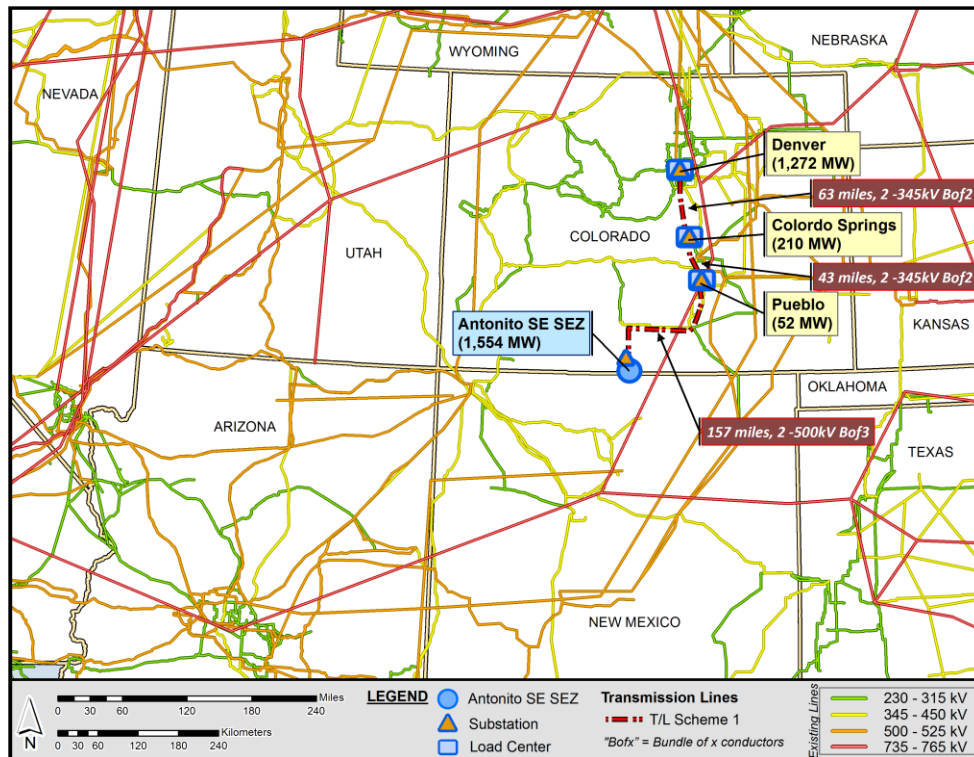 WYOMING
NEBRASKA
NEVADA
Denver
(1,272 MW)
63 miles, 2 -345kV Bof2
Colordo Springs
(210 MW)
COLORADO
UTAH
43 miles, 2 -345kV Bof2
Pueblo
(52 MW)
Antonito SE SEZ
(1,554 MW)
KANSAS
OKLAHOMA
ARIZONA
157 miles, 2 -500kV Bof3
TEXAS
NEW MEXICO
N
Miles
0 30 60 120 180 240
Kilometers
0 30 60 120 180 240
LEGEND
Antonito SE SEZ
Substation
Load Center
Transmission Lines
T/L Scheme 1
"Bofx" = Bundle of x conductors
Existing Lines
230 - 315 kV
345 - 450 kV
500 - 525 kV
735 - 765 kV